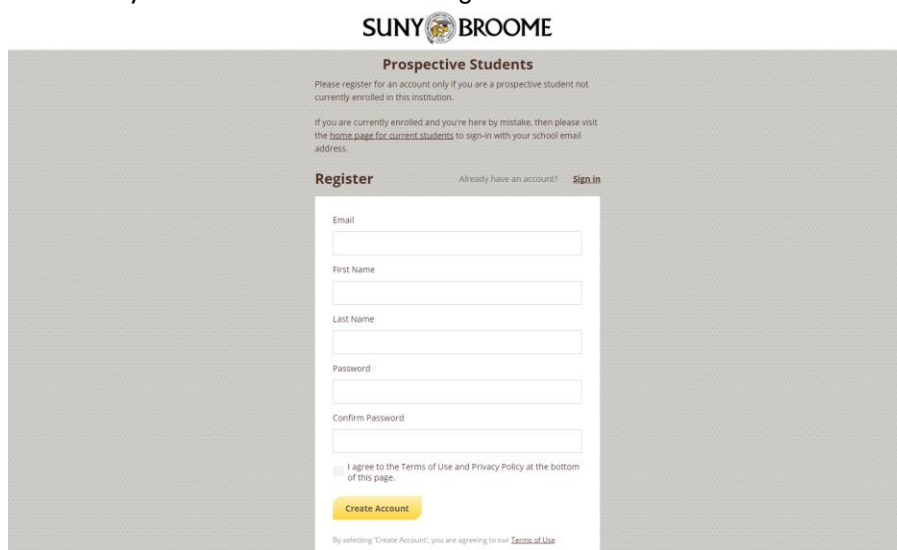 SUNY BROOME
Prospective Students
Please register for an account only if you are a prospective student not
currently enrolled in this institution.
If you are currently enrolled and you're here by mistake, then please visit
the home page for current students to sign-in with your school email
address.
Register Already have an account? Sign in
Email
First Name
Last Name
Password
Confirm Password
I agree to the Terms of Use and Privacy Policy at the bottom
of this page.
Create Account
By selecting 'Create Account', you are agreeing to our Terms of Use